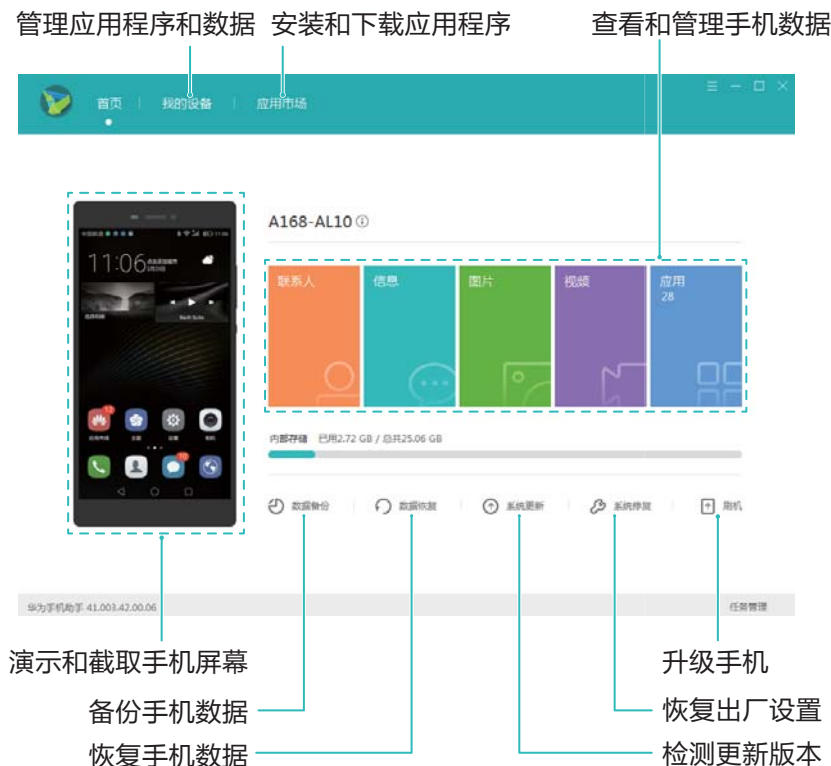 管理应用程序和数据 安装和下载应用程序 查看和管理手机数据
首页 我的设备 应用市场
A168-AL10
11:06
联系人 信息 图片 视频 应用
28
内部存储 已用2.72 GB / 总共25.06 GB
数据备份 数据恢复 系统更新 系统修复 刷机
华为手机助手 41.003.42.00.06 任务管理
演示和截取手机屏幕 升级手机
备份手机数据 恢复出厂设置
恢复手机数据 检测更新版本